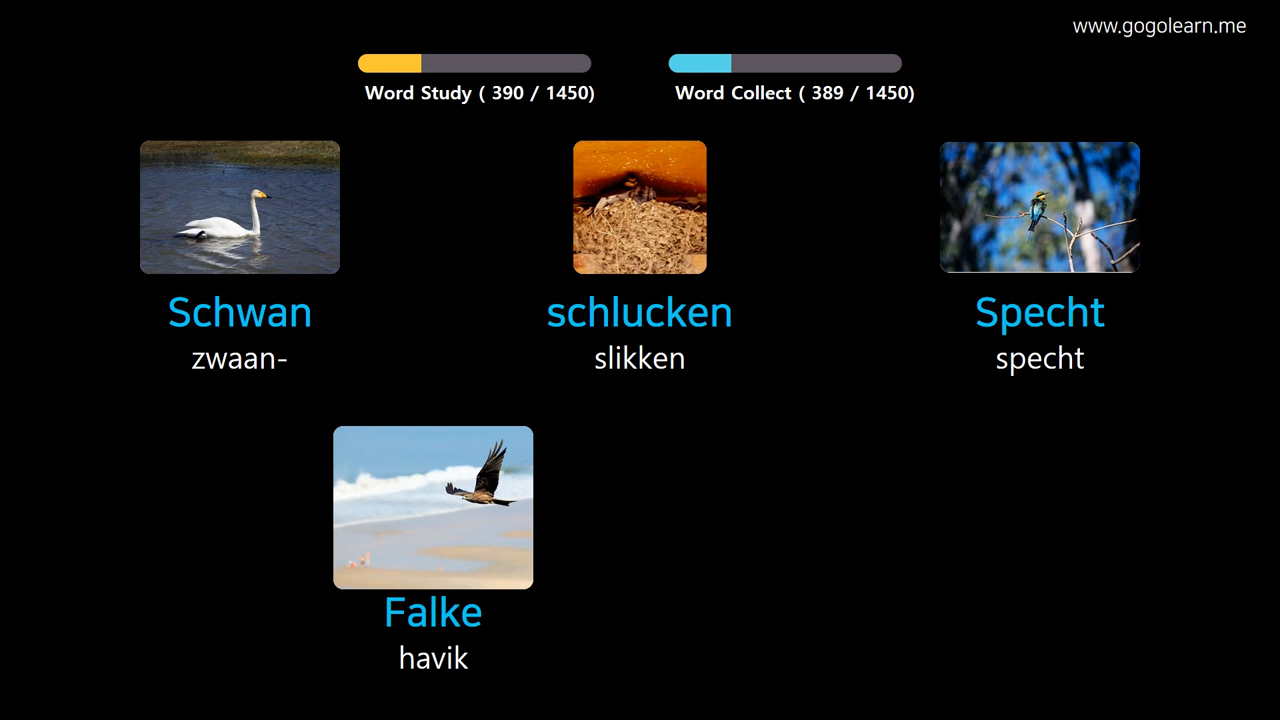 www.gogolearn.me
Word Study ( 390 / 1450)
Word Collect ( 389 / 1450)
Schwan
zwaan-
schlucken
slikken
Specht
specht
Falke
havik